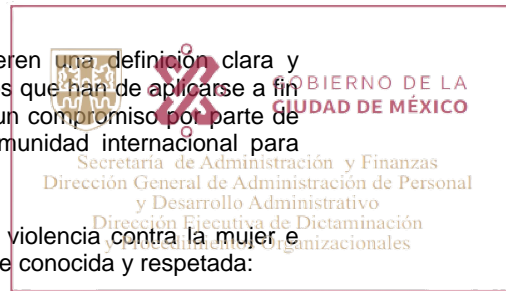 eren una definición clara y
s que han de aplicarse a fin
GOBIERNO DE LA
CIUDAD DE MÉXICO
un compromiso por parte de
munidad internacional para
Secretaría de Administración y Finanzas
Dirección General de Administración de Personal
y Desarrollo Administrativo
Dirección Ejecutiva de Dictaminación
y Procedimientos Organizacionales
violencia contra la mujer e
e conocida y respetada: